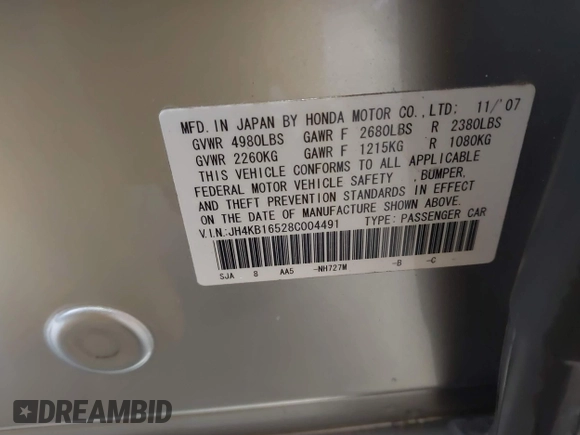 MFD. IN JAPAN BY HONDA MOTOR CO., LTD: 11/'07
GVWR 4980LBS GAWR F 2680LBS R 2380LBS
GVWR 2260KG GAWR F 1215KG R 1080KG
THIS VEHICLE CONFORMS TO ALL APPLICABLE
FEDERAL MOTOR VEHICLE SAFETY , BUMPER,
AND THEFT PREVENTION STANDARDS IN EFFECT
ON THE DATE OF MANUFACTURE SHOWN ABOVE.
V.I.N:JH4KB16528C004491 TYPE: PASSENGER CAR
SJA 8 AA5 -NH727M -B -C
DREAMBID